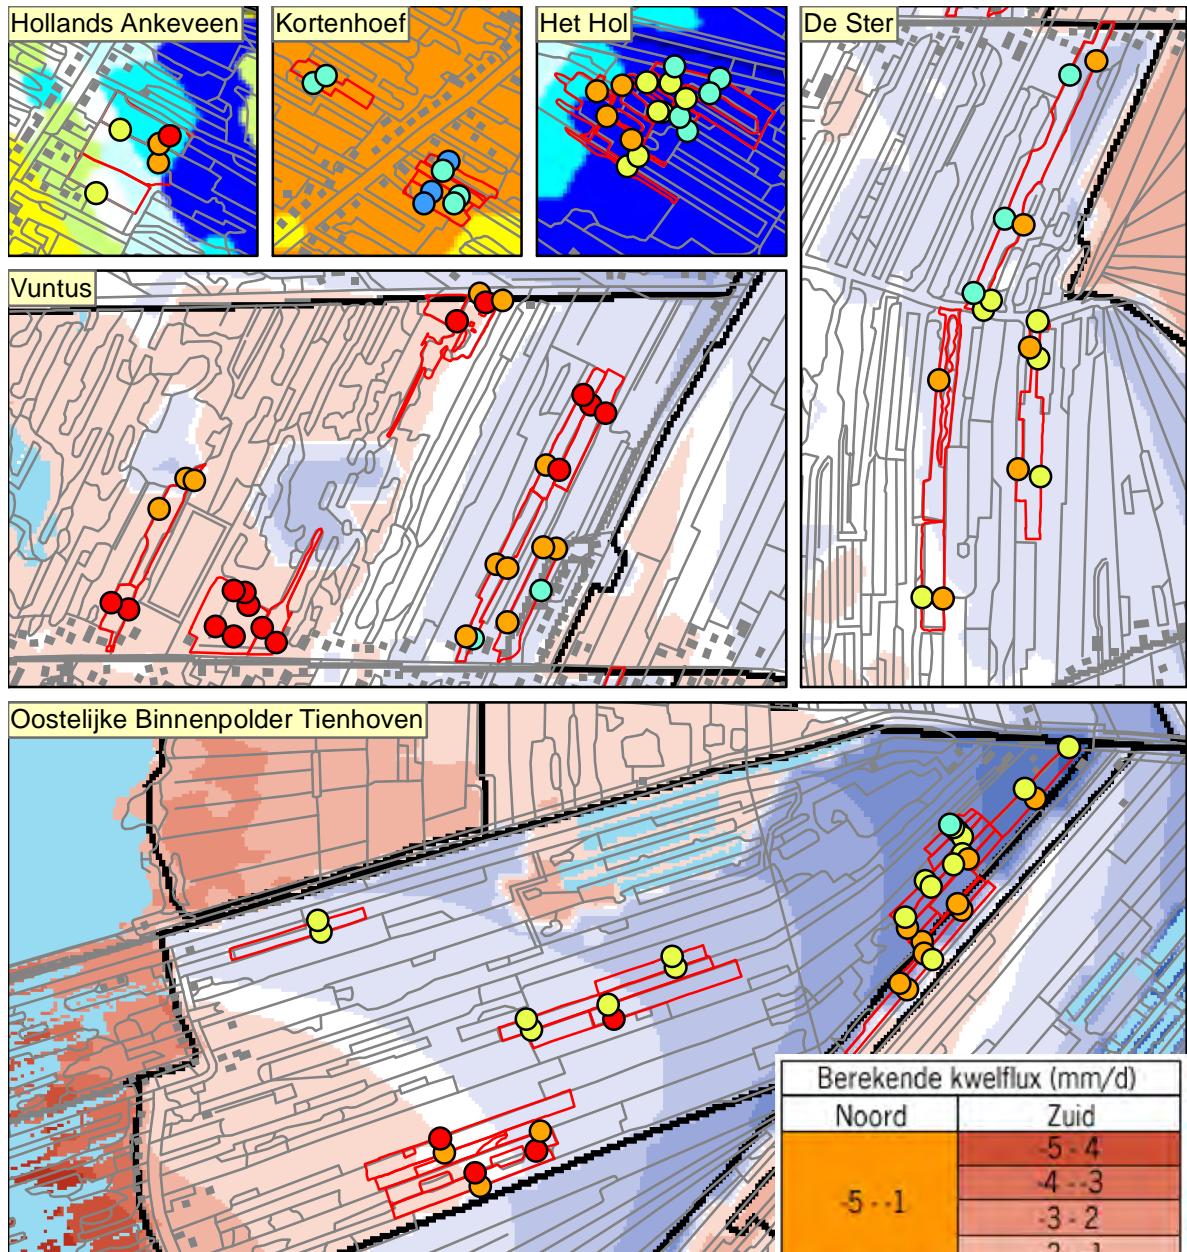 Hollands Ankeveen
Kortenhoef
Het Hol
De Ster
Vuntus
Oostelijke Binnenpolder Tienhoven
Berekende kwelflux (mm/d)
Noord Zuid
-5 - 4
-4 - -3
-5 - -1
-3 - 2